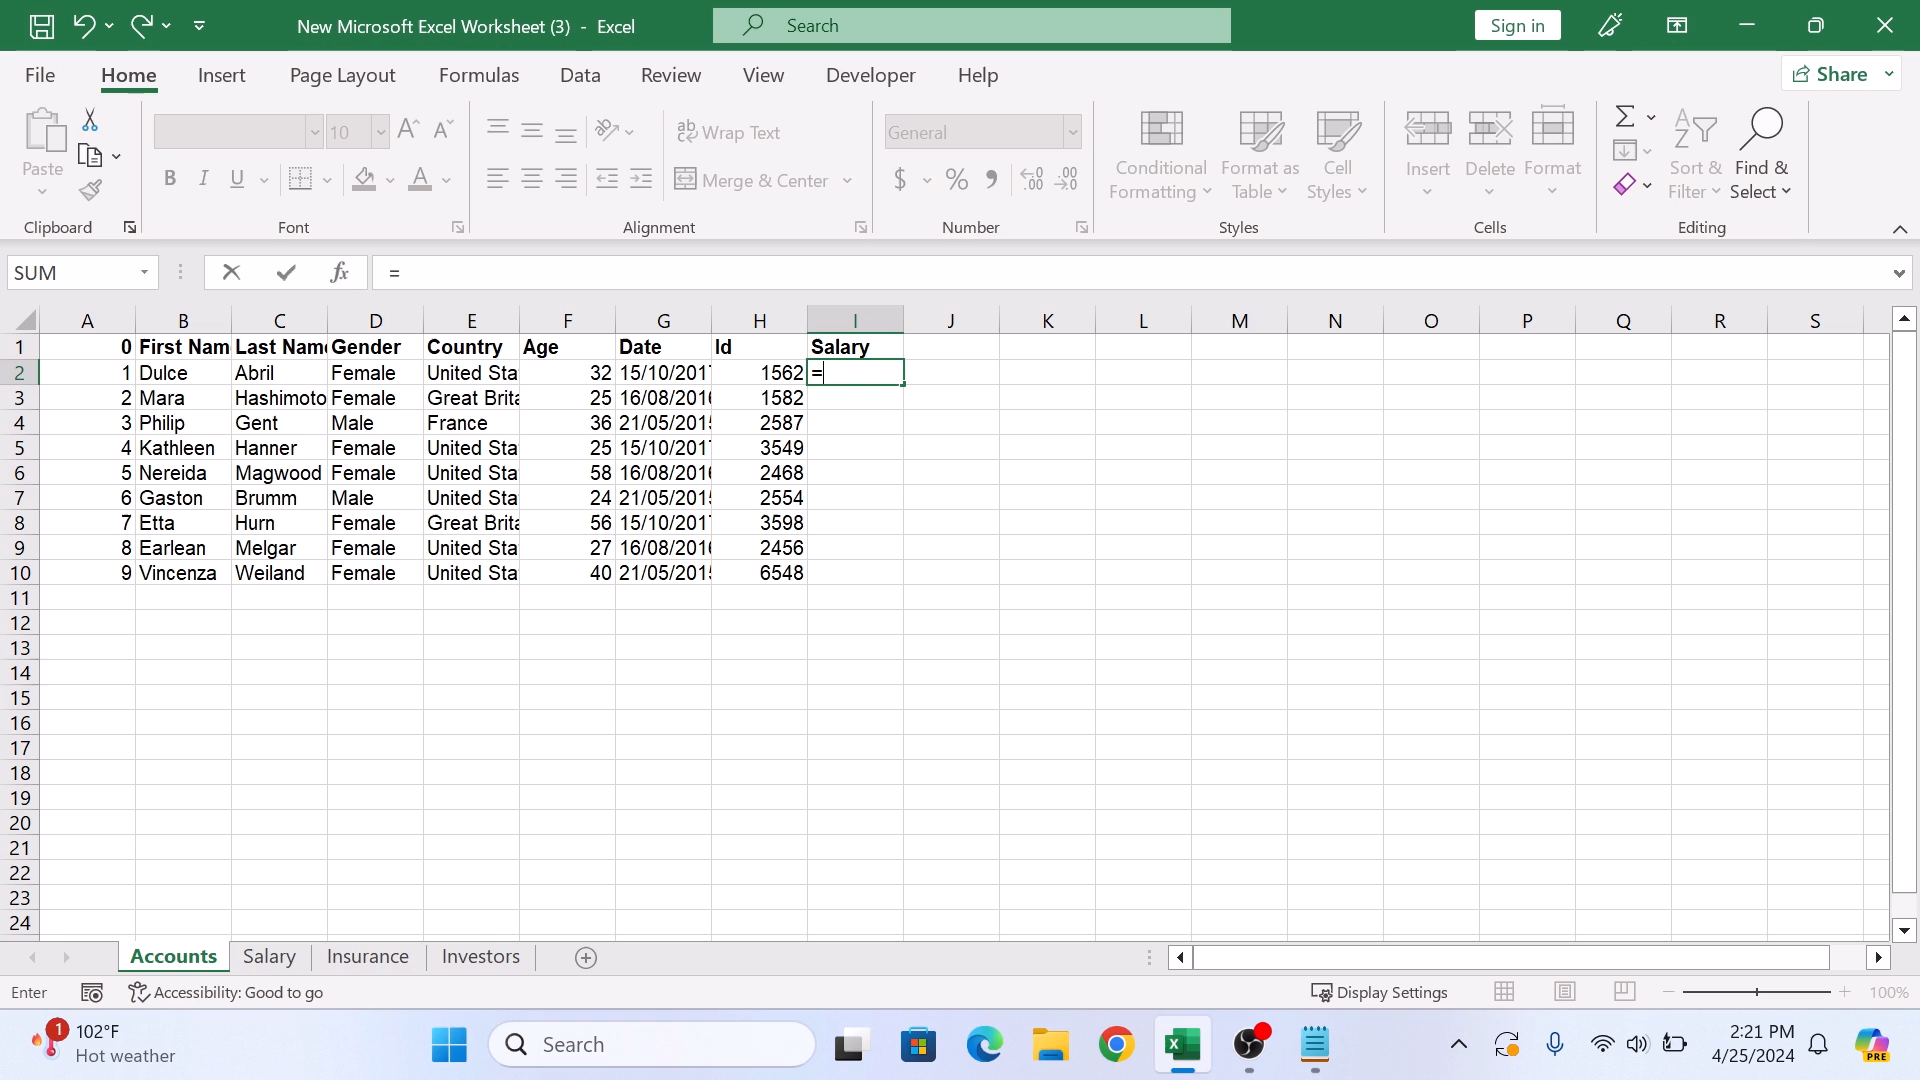 New Microsoft Excel Worksheet (3) - Excel
Search
Sign in
File Home Insert Page Layout Formulas Data Review View Developer Help
Share
Paste
10
Wrap Text
Merge & Center
General
Conditional Formatting
Format as Table
Cell Styles
Insert Delete Format
Sort & Filter
Find & Select
Clipboard Font Alignment Number Styles Cells Editing
SUM
fx
=
A B C D E F G H I J K L M N O P Q R S
1 0 First Nam Last Nam Gender Country Age Date Id Salary
2 1 Dulce Abril Female United Sta 32 15/10/201 1562 =
3 2 Mara Hashimoto Female Great Brita 25 16/08/201 1582
4 3 Philip Gent Male France 36 21/05/201 2587
5 4 Kathleen Hanner Female United Sta 25 15/10/201 3549
6 5 Nereida Magwood Female United Sta 58 16/08/201 2468
7 6 Gaston Brumm Male United Sta 24 21/05/201 2554
8 7 Etta Hurn Female Great Brita 56 15/10/201 3598
9 8 Earlean Melgar Female United Sta 27 16/08/201 2456
10 9 Vincenza Weiland Female United Sta 40 21/05/201 6548
11
12
13
14
15
16
17
18
19
20
21
22
23
24
Accounts Salary Insurance Investors
Enter
Accessibility: Good to go
Display Settings
100%
1
102°F
Hot weather
Search
2:21 PM
4/25/2024
PRE